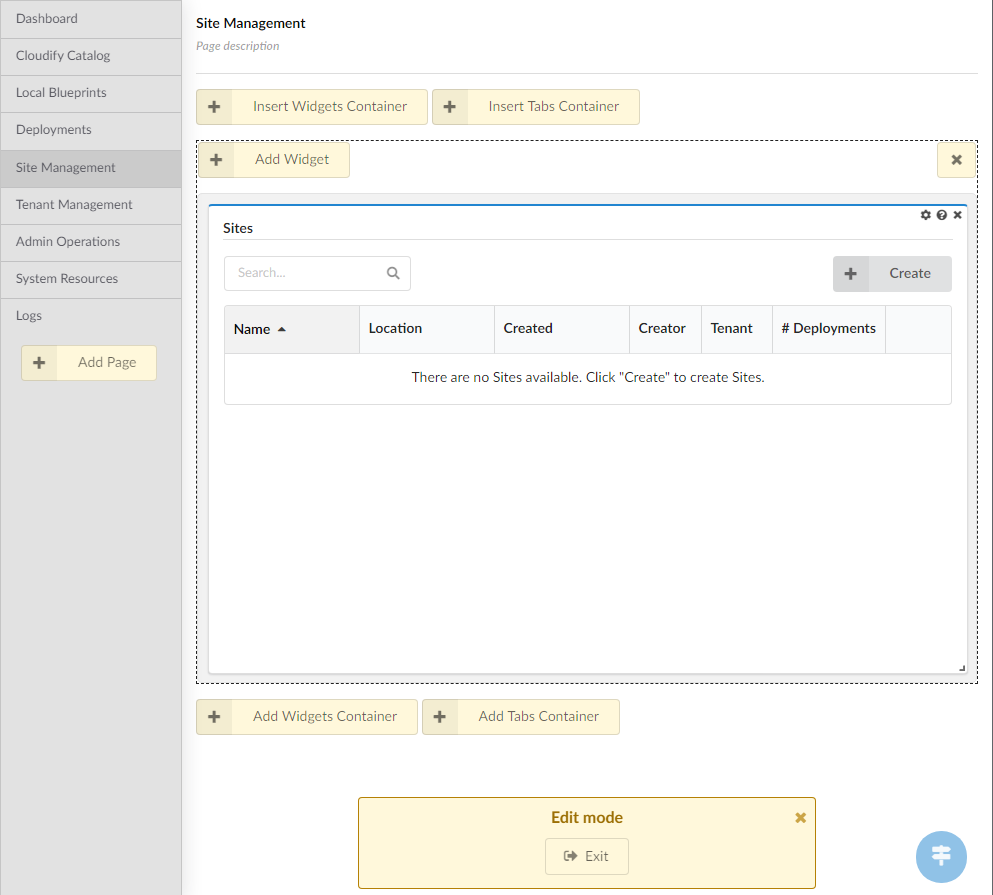 Dashboard
Cloudify Catalog
Local Blueprints
Deployments
Site Management
Tenant Management
Admin Operations
System Resources
Logs
Add Page
Site Management
Page description
Insert Widgets Container
Insert Tabs Container
Add Widget
Sites
Search...
Create
Name Location Created Creator Tenant # Deployments
There are no Sites available. Click "Create" to create Sites.
Add Widgets Container
Add Tabs Container
Edit mode
Exit